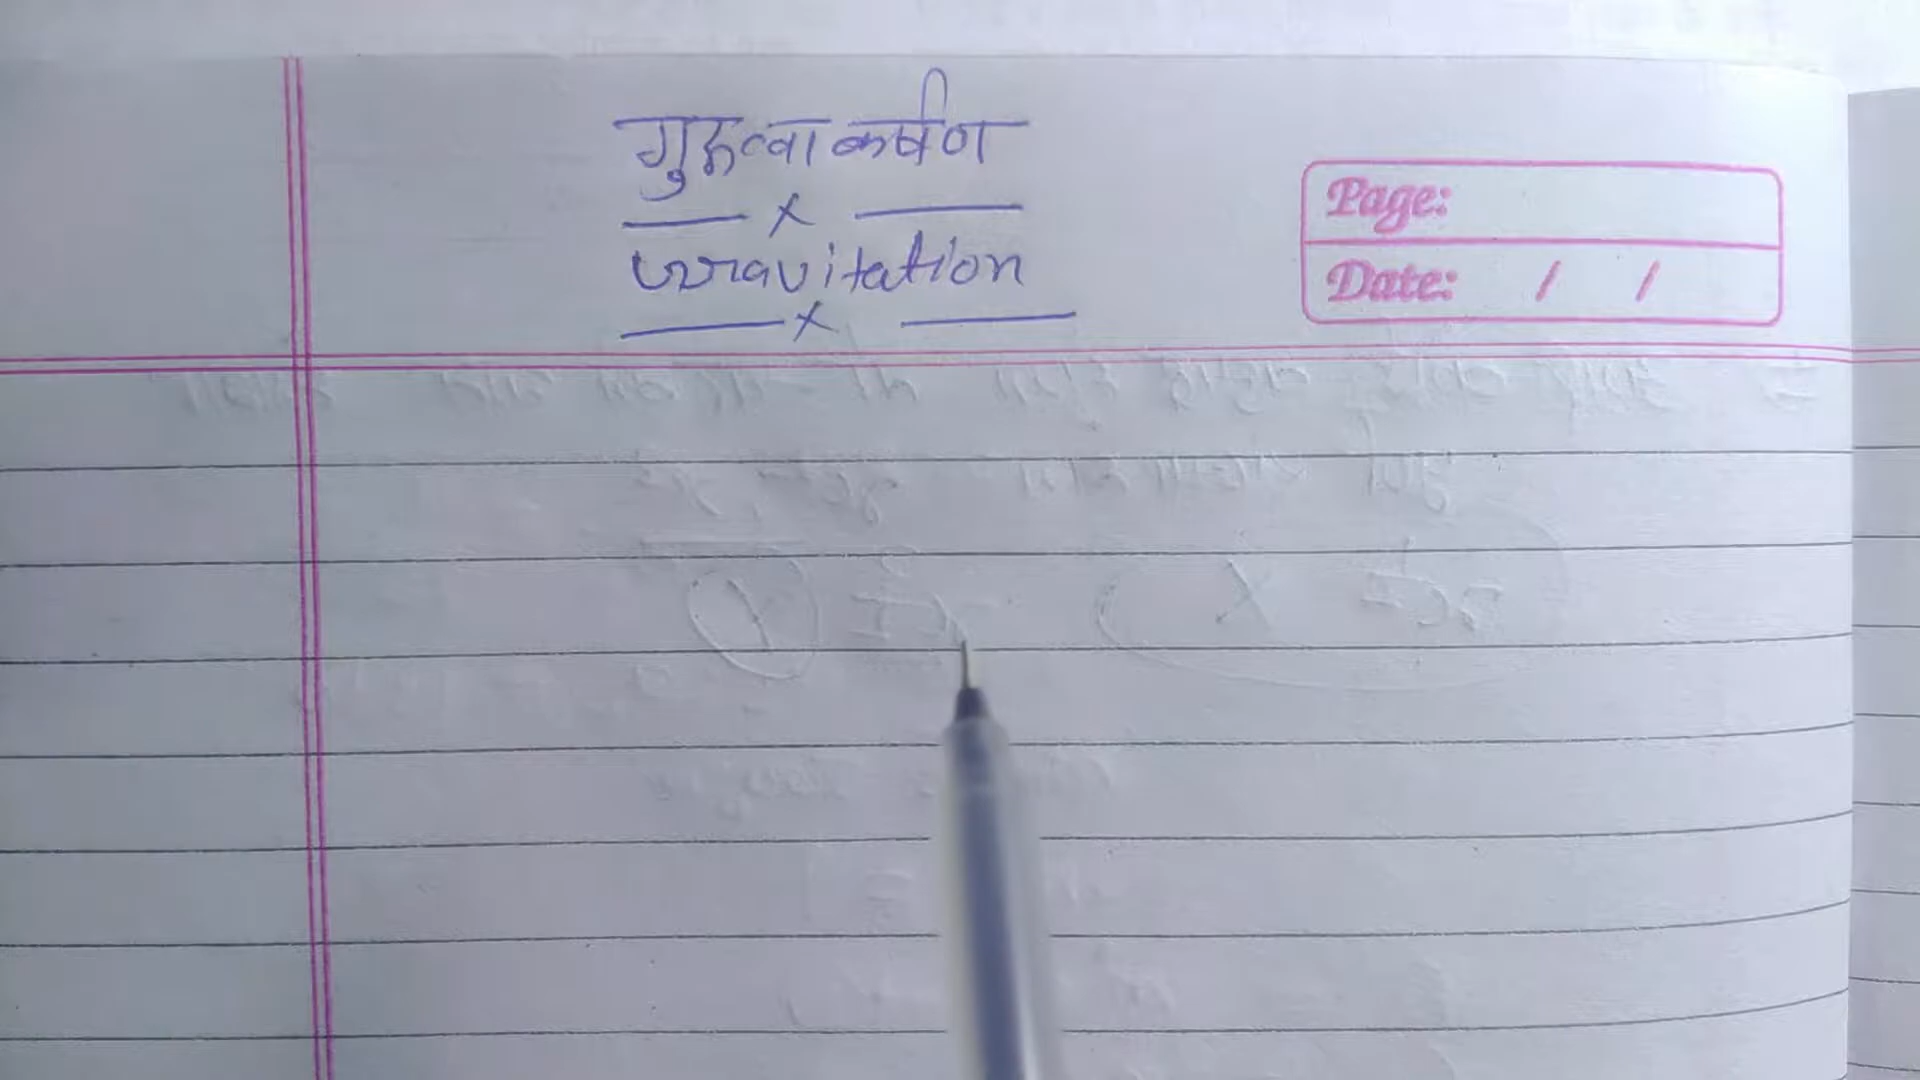 गुरुत्वाकर्षण
— x —
Gravitation
— x —
Page:
Date: / /